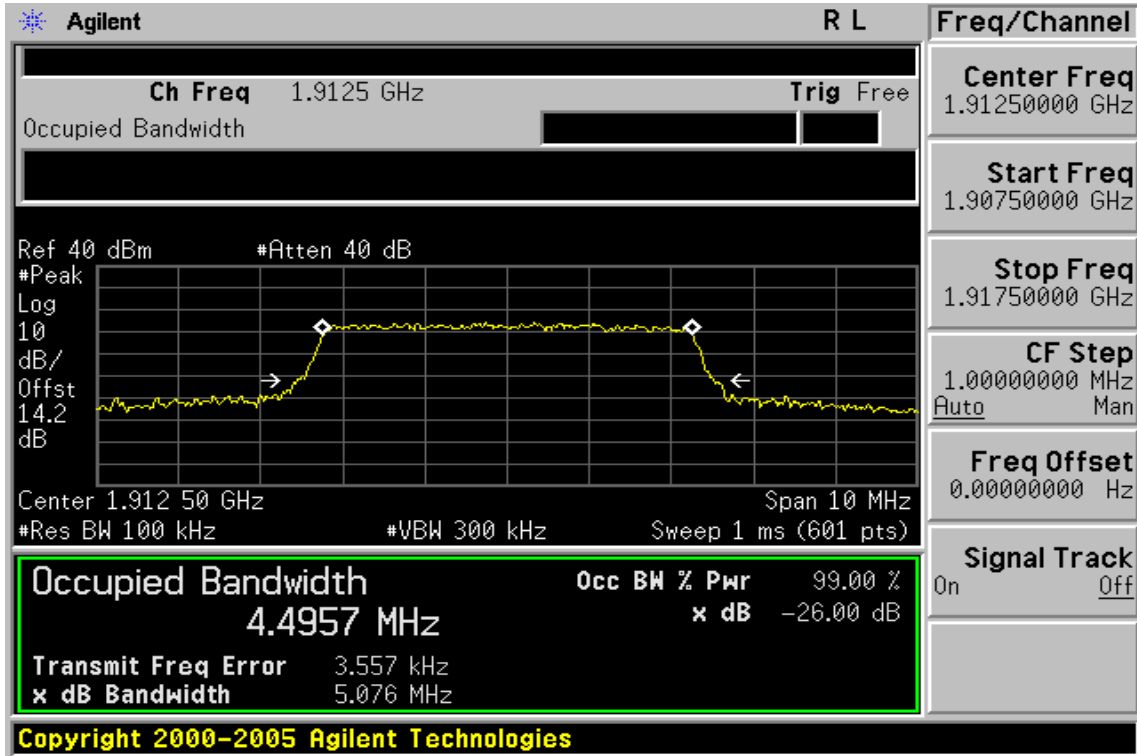 Agilent
R L
Freq/Channel
Ch Freq 1.9125 GHz
Trig Free
Occupied Bandwidth
Center Freq
1.91250000 GHz
Start Freq
1.90750000 GHz
Stop Freq
1.91750000 GHz
CF Step
1.00000000 MHz
Auto Man
Freq Offset
0.00000000 Hz
Signal Track
On Off
Ref 40 dBm
#Atten 40 dB
#Peak
Log
10
dB/
Offst
14.2
dB
Center 1.912 50 GHz
Span 10 MHz
#Res BW 100 kHz
#VBW 300 kHz
Sweep 1 ms (601 pts)
Occupied Bandwidth
4.4957 MHz
Occ BW % Pwr 99.00 %
x dB -26.00 dB
Transmit Freq Error 3.557 kHz
x dB Bandwidth 5.076 MHz
Copyright 2000-2005 Agilent Technologies